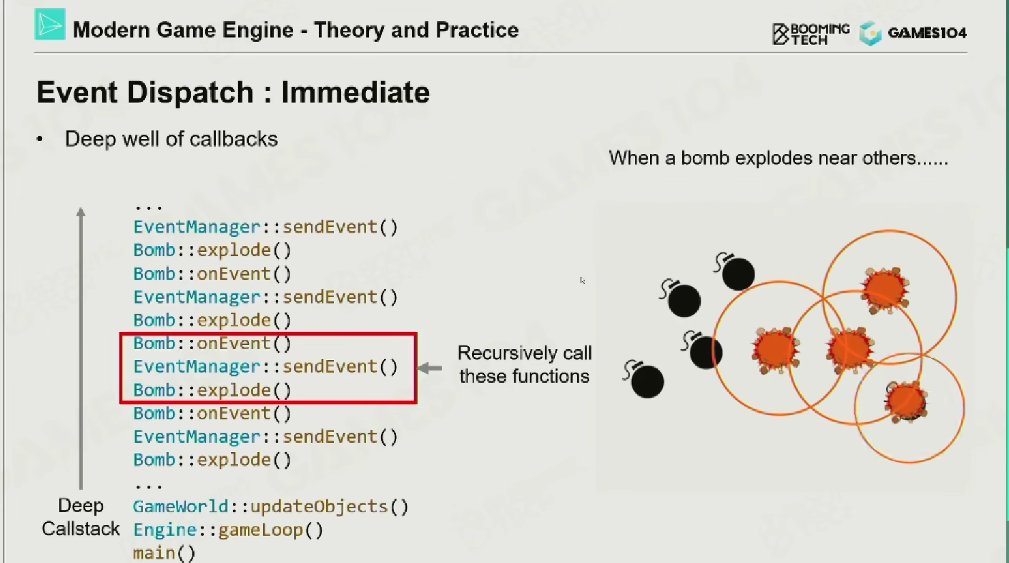 Modern Game Engine - Theory and Practice
BOOMING
TECH
GAMES104
Event Dispatch : Immediate
• Deep well of callbacks
When a bomb explodes near others......
...
EventManager::sendEvent()
Bomb::explode()
Bomb::onEvent()
EventManager::sendEvent()
Bomb::explode()
Bomb::onEvent()
EventManager::sendEvent()
Bomb::explode()
Bomb::onEvent()
EventManager::sendEvent()
Bomb::explode()
...
GameWorld::updateObjects()
Engine::gameLoop()
main()
Deep
Callstack
Recursively call
these functions